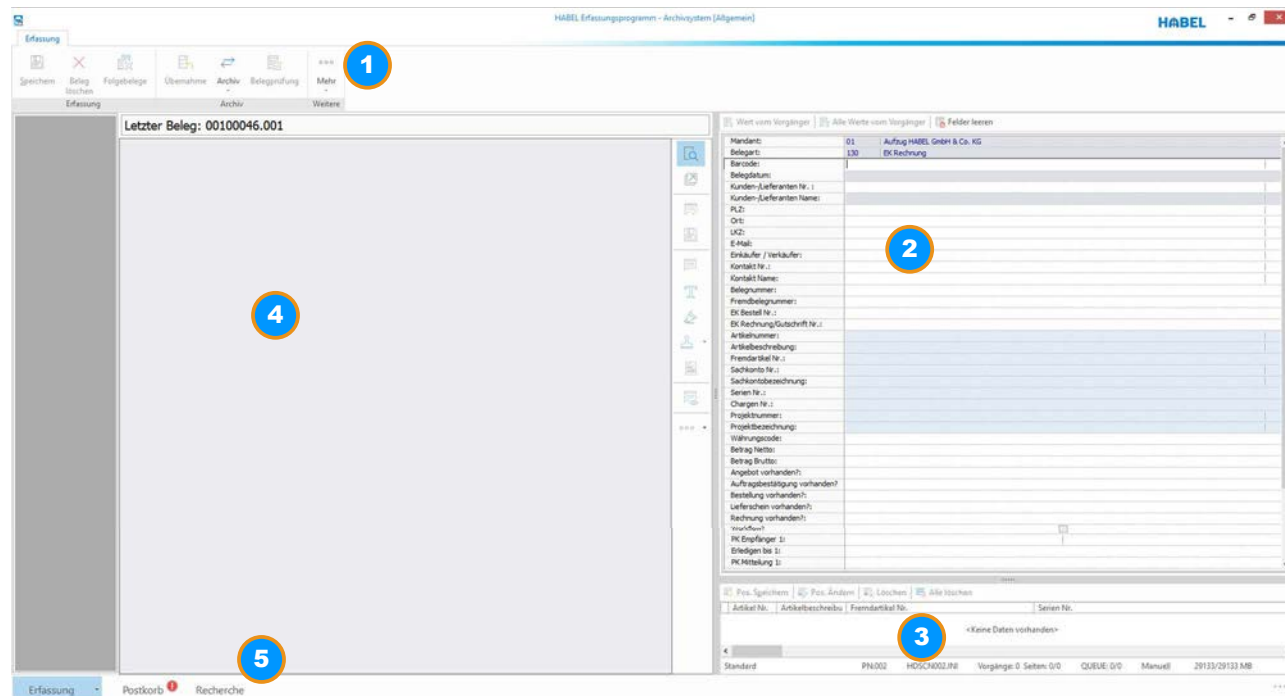 HABEL Erfassungsprogramm - Archivsystem [Allgemein]
HABEL
Erfassung
Speichern
Beleg löschen
Folgebelege
Übernahme
Archiv
Belegprüfung
Mehr
1
Erfassung
Archiv
Weitere
Letzter Beleg: 00100046.001
Wert vom Vorgänger
Alle Werte vom Vorgänger
Felder leeren
Mandant: 01 Aufzug HABEL GmbH & Co. KG
Belegart: 130 EK Rechnung
Barcode:
Belegdatum:
Kunden-/Lieferanten Nr. :
Kunden-/Lieferanten Name:
PLZ:
Ort:
LKZ:
E-Mail:
2
Einkäufer / Verkäufer:
Kontakt Nr.:
Kontakt Name:
Belegnummer:
Fremdbelegnummer:
4
EK Bestell Nr.:
EK Rechnung/Gutschrift Nr.:
Artikelnummer:
Artikelbeschreibung:
Fremdartikel Nr.:
Sachkonto Nr.:
Sachkontobezeichnung:
Serien Nr.:
Chargen Nr.:
Projektnummer:
Projektbezeichnung:
Währungscode:
Betrag Netto:
Betrag Brutto:
Angebot vorhanden?:
Auftragsbestätigung vorhanden?
Bestellung vorhanden?:
Lieferschein vorhanden?:
Rechnung vorhanden?:
PK Empfänger 1:
Erledigen bis 1:
PK Mitteilung 1:
Pos. Speichern
Pos. Ändern
Löschen
Alle löschen
Artikel Nr.
Artikelbeschreibu
Fremdartikel Nr.
Serien Nr.
<Keine Daten vorhanden>
3
Standard
PN:002
HDSCN002.INI
Vorgänge: 0 Seiten: 0/0
QUEUE: 0/0
Manuell
29133/29133 MB
5
Erfassung
Postkorb
Recherche